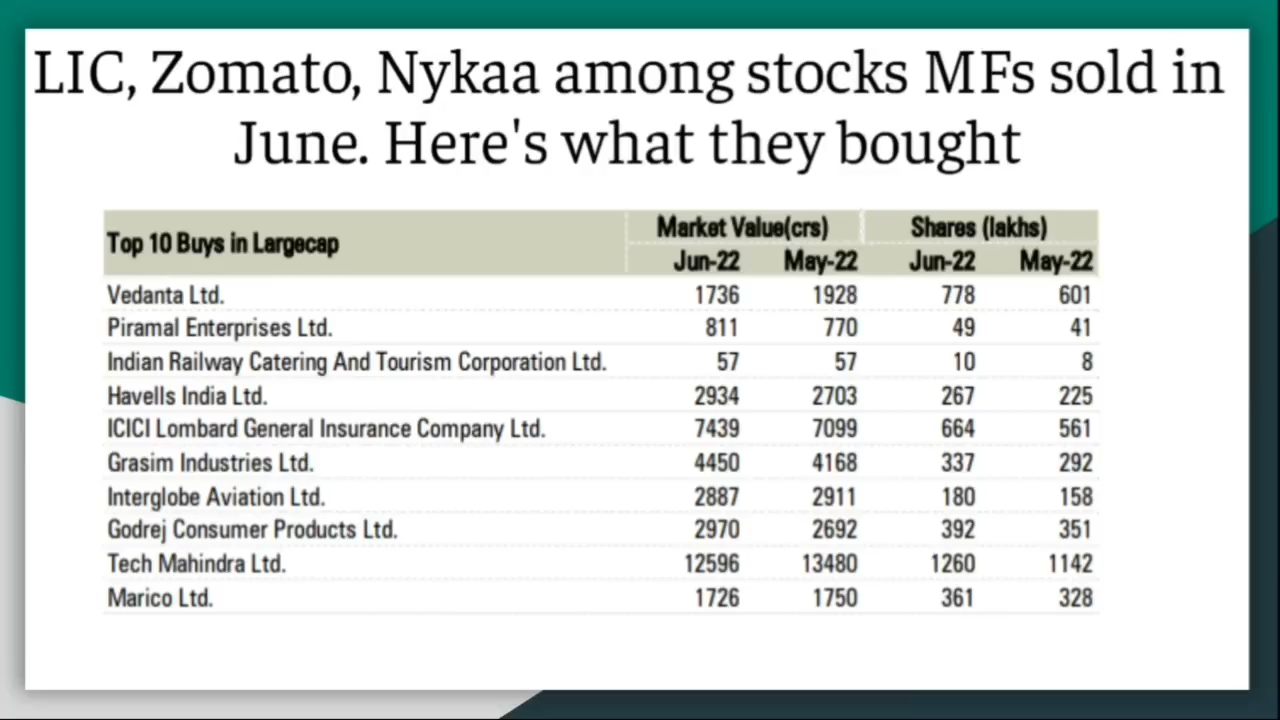 LIC, Zomato, Nykaa among stocks MFs sold in
June. Here's what they bought
Top 10 Buys in Largecap Market Value(crs) Shares (lakhs)
Jun-22 May-22 Jun-22 May-22
Vedanta Ltd. 1736 1928 778 601
Piramal Enterprises Ltd. 811 770 49 41
Indian Railway Catering And Tourism Corporation Ltd. 57 57 10 8
Havells India Ltd. 2934 2703 267 225
ICICI Lombard General Insurance Company Ltd. 7439 7099 664 561
Grasim Industries Ltd. 4450 4168 337 292
Interglobe Aviation Ltd. 2887 2911 180 158
Godrej Consumer Products Ltd. 2970 2692 392 351
Tech Mahindra Ltd. 12596 13480 1260 1142
Marico Ltd. 1726 1750 361 328